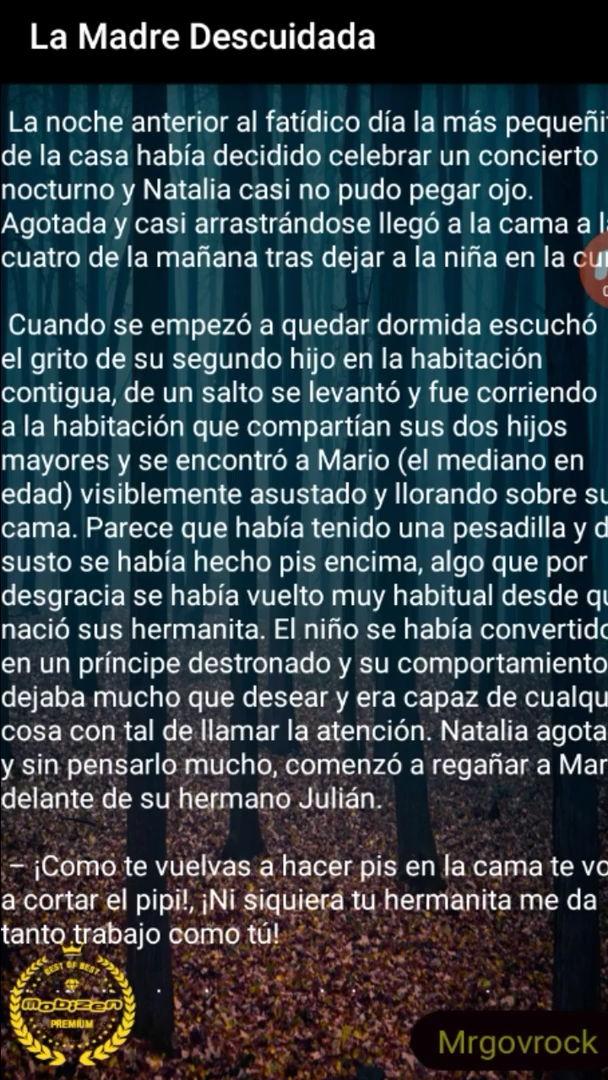 La Madre Descuidada
La noche anterior al fatídico día la más pequeñi
de la casa había decidido celebrar un concierto
nocturno y Natalia casi no pudo pegar ojo.
Agotada y casi arrastrándose llegó a la cama a l
cuatro de la mañana tras dejar a la niña en la cu
Cuando se empezó a quedar dormida escuchó
el grito de su segundo hijo en la habitación
contigua, de un salto se levantó y fue corriendo
a la habitación que compartían sus dos hijos
mayores y se encontró a Mario (el mediano en
edad) visiblemente asustado y llorando sobre su
cama. Parece que había tenido una pesadilla y d
susto se había hecho pis encima, algo que por
desgracia se había vuelto muy habitual desde qu
nació sus hermanita. El niño se había convertido
en un príncipe destronado y su comportamiento
dejaba mucho que desear y era capaz de cualqu
cosa con tal de llamar la atención. Natalia agota
y sin pensarlo mucho, comenzó a regañar a Mar
delante de su hermano Julián.
– ¡Como te vuelvas a hacer pis en la cama te vo
a cortar el pipi!, ¡Ni siquiera tu hermanita me da
tanto trabajo como tú!
BEST OF BEST
Mobizen
PREMIUM
Mrgovrock